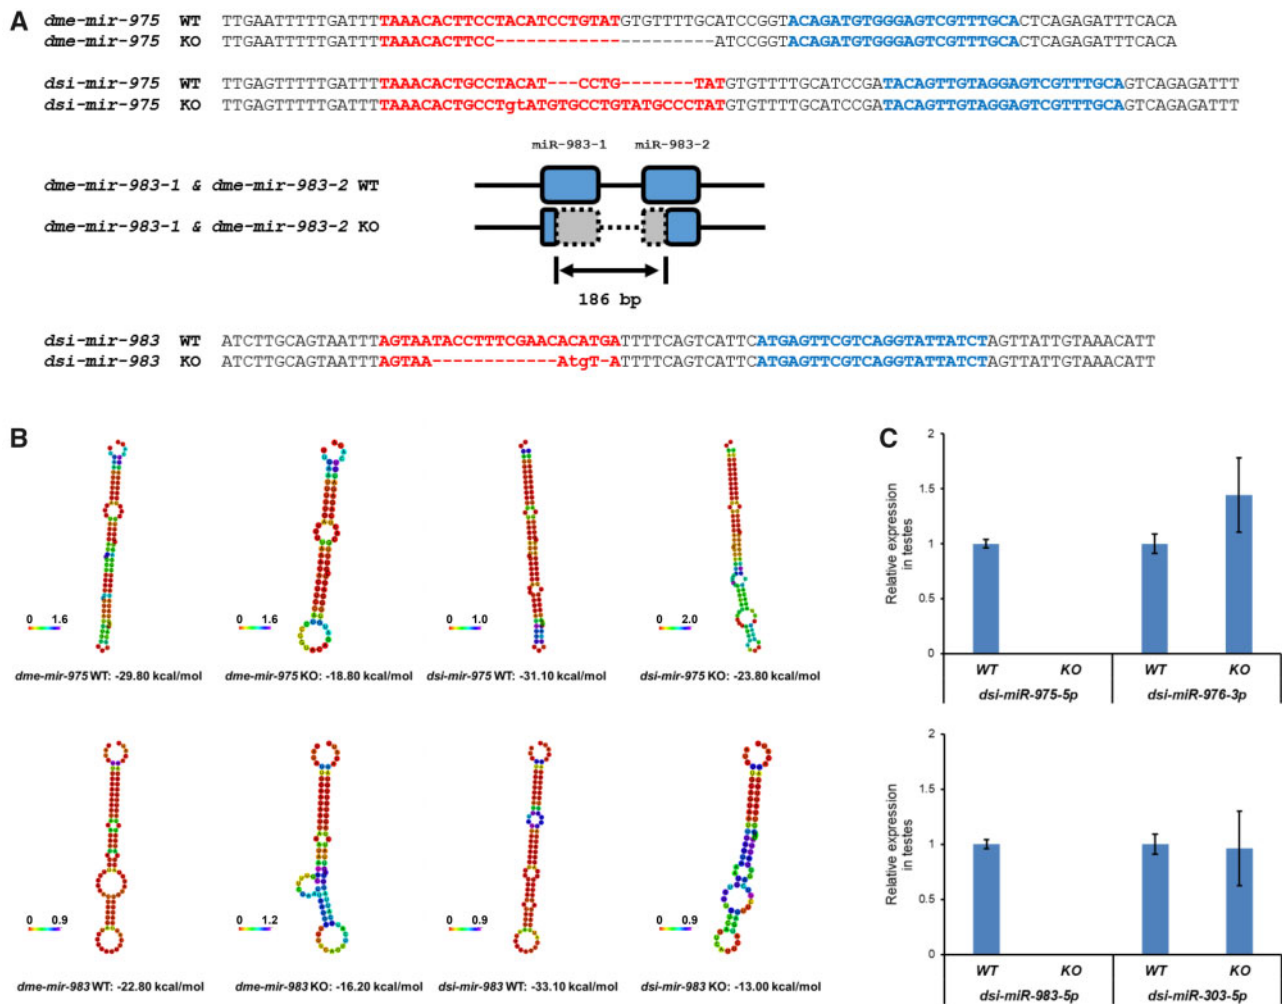 A
dme-mir-975 WT TTGAATTTTTGATTTTAAACACTTCCTACATCCTGTATGTGTTTTGCATCCGGTACAGATGTGGGAGTCGTTTGCACTCAGAGATTTCACA
dme-mir-975 KO TTGAATTTTTGATTTTAAACACTTCC---------------------ATCCGGTACAGATGTGGGAGTCGTTTGCACTCAGAGATTTCACA
dsi-mir-975 WT TTGAGTTTTTGATTTTAAACACTGCCTACAT---CCTG-------TATGTGTTTTGCATCCGATACAGTTGTAGGAGTCGTTTGCAGTCAGAGATTT
dsi-mir-975 KO TTGAGTTTTTGATTTTAAACACTGCCTgtATGTGCCTGTATGCCCTATGTGTTTTGCATCCGATACAGTTGTAGGAGTCGTTTGCAGTCAGAGATTT
miR-983-1 miR-983-2
dme-mir-983-1 & dme-mir-983-2 WT
dme-mir-983-1 & dme-mir-983-2 KO
186 bp
dsi-mir-983 WT ATCTTGCAGTAATTTAGTAATACCTTTCGAACACATGATTTTCAGTCATTCATGAGTTCGTCAGGTATTATCTAGTTATTGTAAACATT
dsi-mir-983 KO ATCTTGCAGTAATTTAGTAA------------AtgT-ATTTTCAGTCATTCATGAGTTCGTCAGGTATTATCTAGTTATTGTAAACATT
B
0 1.6
0 1.6
0 1.0
0 2.0
dme-mir-975 WT: -29.80 kcal/mol
dme-mir-975 KO: -18.80 kcal/mol
dsi-mir-975 WT: -31.10 kcal/mol
dsi-mir-975 KO: -23.80 kcal/mol
0 0.9
0 1.2
0 0.9
0 0.9
dme-mir-983 WT: -22.80 kcal/mol
dme-mir-983 KO: -16.20 kcal/mol
dsi-mir-983 WT: -33.10 kcal/mol
dsi-mir-983 KO: -13.00 kcal/mol
C
Relative expression
in testes
2
1.5
1
0.5
0
WT KO WT KO
dsi-miR-975-5p dsi-miR-976-3p
Relative expression
in testes
2
1.5
1
0.5
0
WT KO WT KO
dsi-miR-983-5p dsi-miR-303-5p